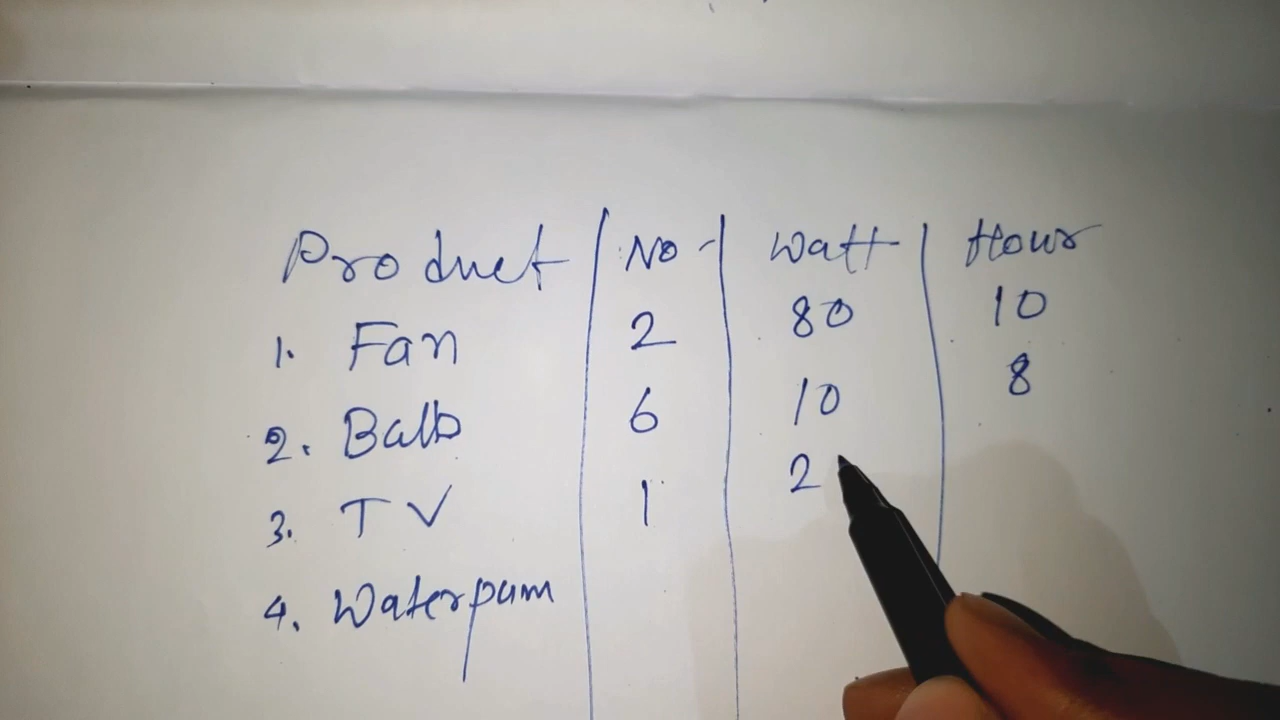 Product No Watt Hour
1. Fan 2 80 10
2. Balb 6 10 8
3. TV 1 2
4. Waterpum